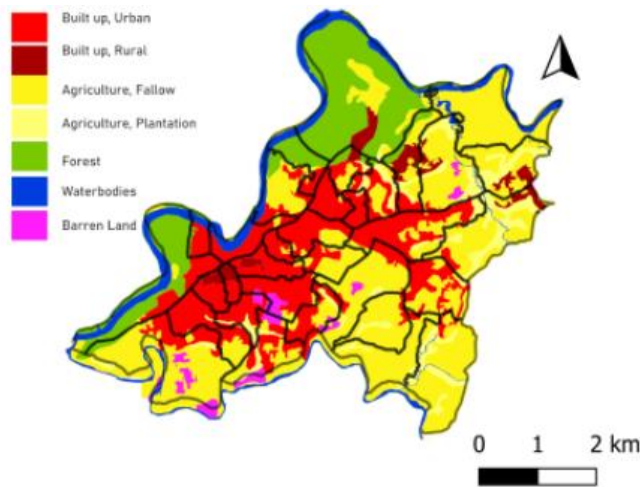 Built up, Urban
Built up, Rural
Agriculture, Fallow
Agriculture, Plantation
Forest
Waterbodies
Barren Land
0 1 2 km